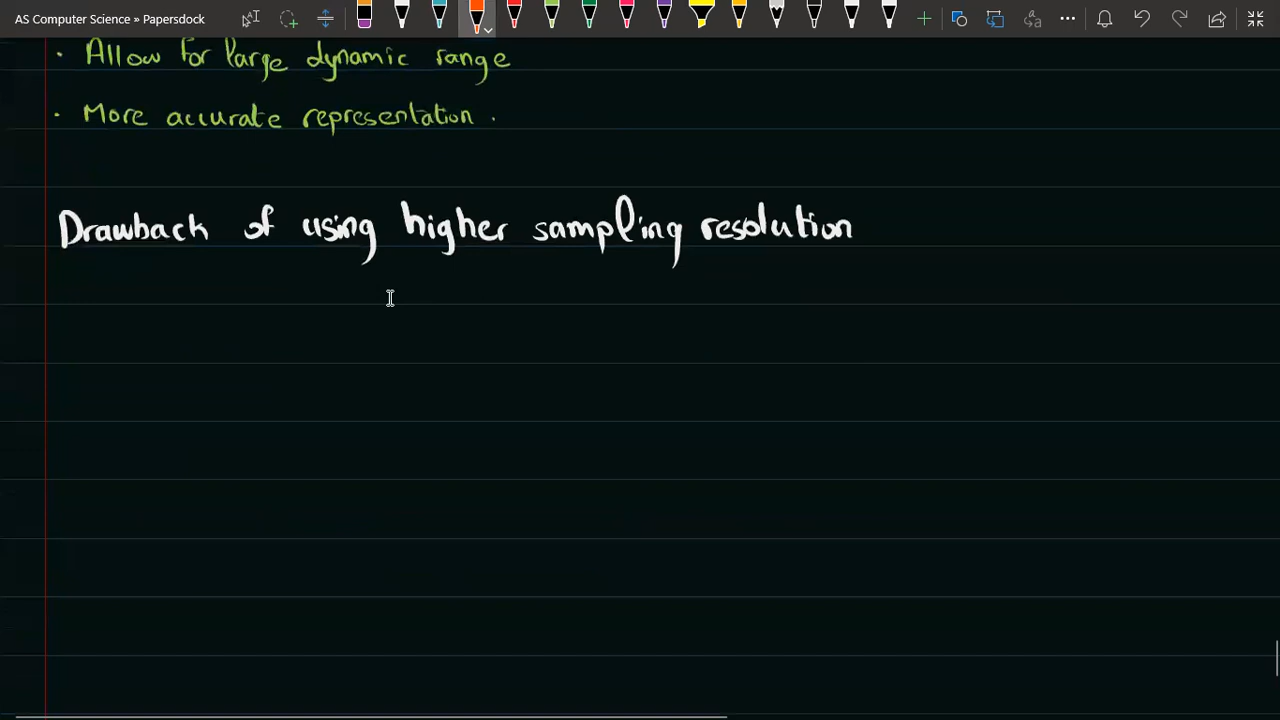 AS Computer Science » Papersdock
· Allow for large dynamic range
· More accurate representation .
Drawback of using higher sampling resolution